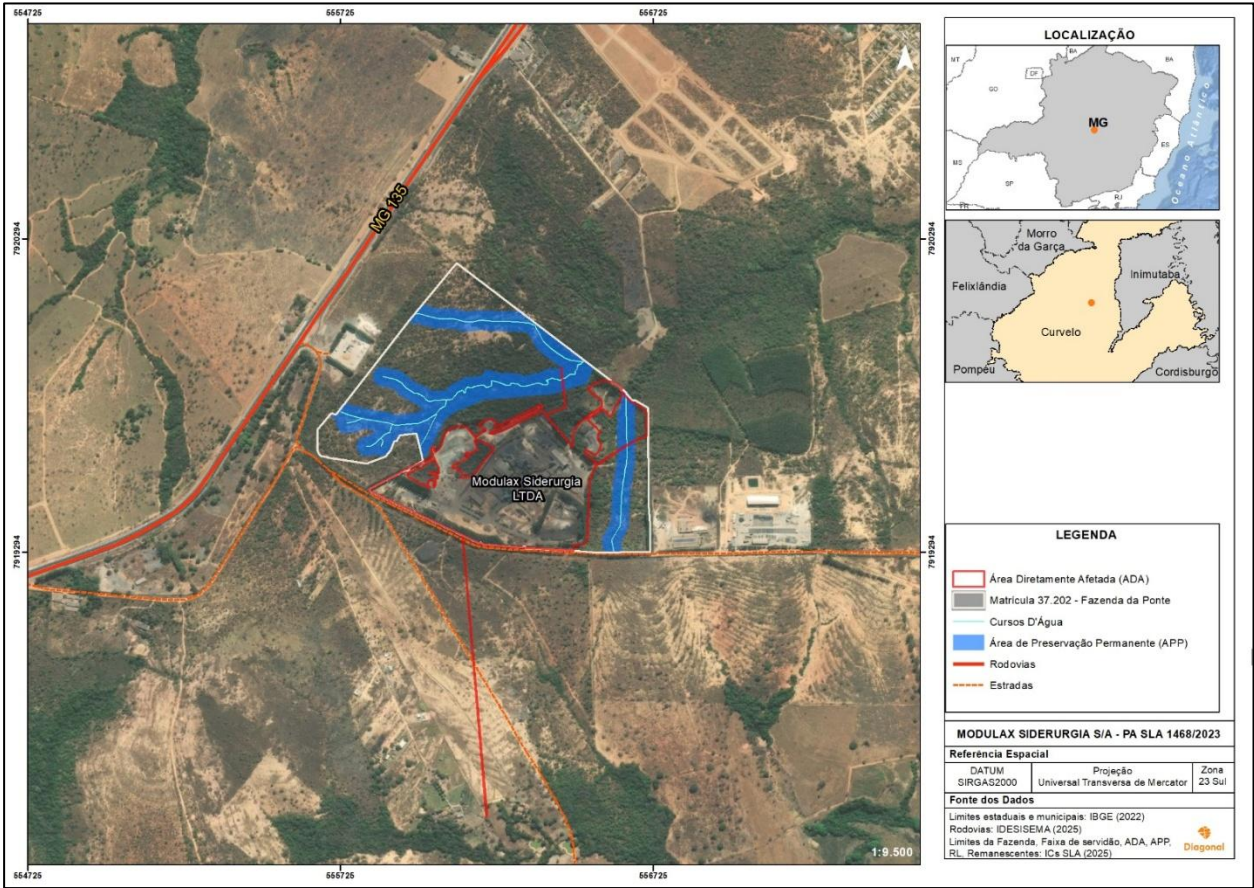 554725
555725
556725
7920294
7919294
7920294
7919294
554725
555725
556725
MG 135
Modulax Siderurgia
LTDA
1:9.500
LOCALIZAÇÃO
MT
BA
BA
DF
GO
MG
ES
MS
SP
RJ
Oceano Atlântico
Morro
da Garça
Inimutaba
Felixlândia
Curvelo
Pompéu
Cordisburgo
LEGENDA
Área Diretamente Afetada (ADA)
Matrícula 37.202 - Fazenda da Ponte
Cursos D'Água
Área de Preservação Permanente (APP)
Rodovias
Estradas
MODULAX SIDERURGIA S/A - PA SLA 1468/2023
Referência Espacial
DATUM
SIRGAS2000
Projeção
Universal Transversa de Mercator
Zona
23 Sul
Fonte dos Dados
Limites estaduais e municipais: IBGE (2022)
Rodovias: IDESISEMA (2025)
Limites da Fazenda, Faixa de servidão, ADA, APP,
RL, Remanescentes: ICs SLA (2025)
Diagonal